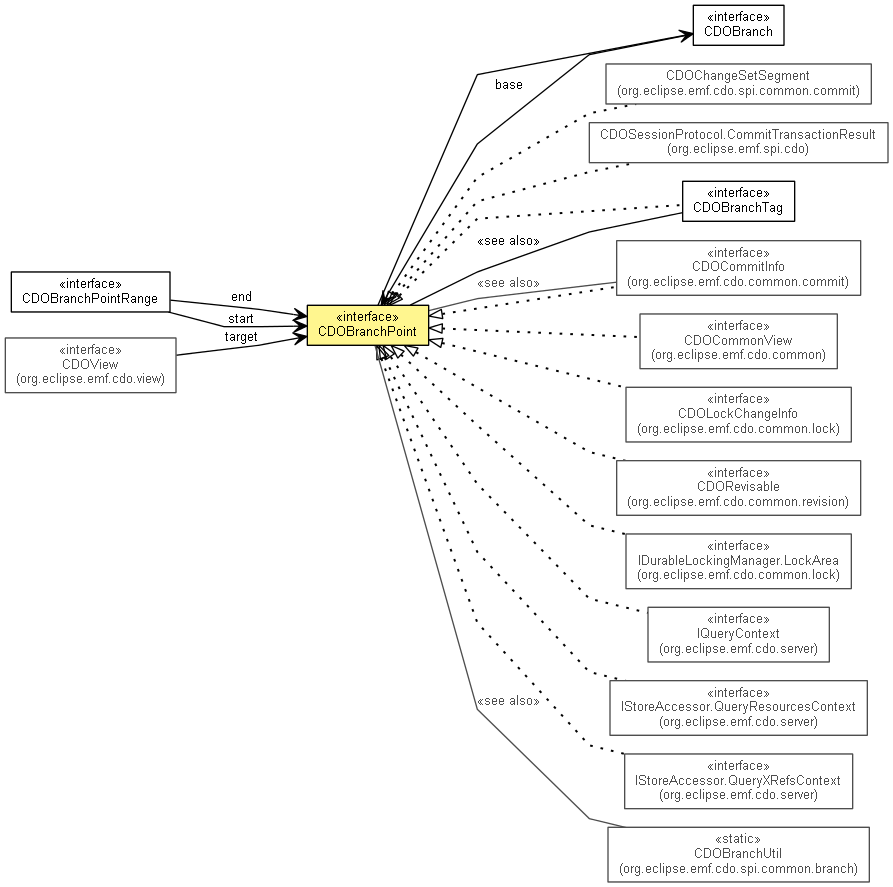 «interface»
CDOBranch
base
CDOChangeSetSegment
(org.eclipse.emf.cdo.spi.common.commit)
CDOSessionProtocol.CommitTransactionResult
(org.eclipse.emf.spi.cdo)
«interface»
CDOBranchTag
«see also»
«interface»
CDOCommitInfo
(org.eclipse.emf.cdo.common.commit)
«see also»
«interface»
CDOBranchPointRange
end
start
«interface»
CDOBranchPoint
«interface»
CDOView
(org.eclipse.emf.cdo.view)
target
«interface»
CDOCommonView
(org.eclipse.emf.cdo.common)
«interface»
CDOLockChangeInfo
(org.eclipse.emf.cdo.common.lock)
«interface»
CDORevisable
(org.eclipse.emf.cdo.common.revision)
«interface»
IDurableLockingManager.LockArea
(org.eclipse.emf.cdo.common.lock)
«interface»
IQueryContext
(org.eclipse.emf.cdo.server)
«interface»
IStoreAccessor.QueryResourcesContext
(org.eclipse.emf.cdo.server)
«see also»
«interface»
IStoreAccessor.QueryXRefsContext
(org.eclipse.emf.cdo.server)
«static»
CDOBranchUtil
(org.eclipse.emf.cdo.spi.common.branch)